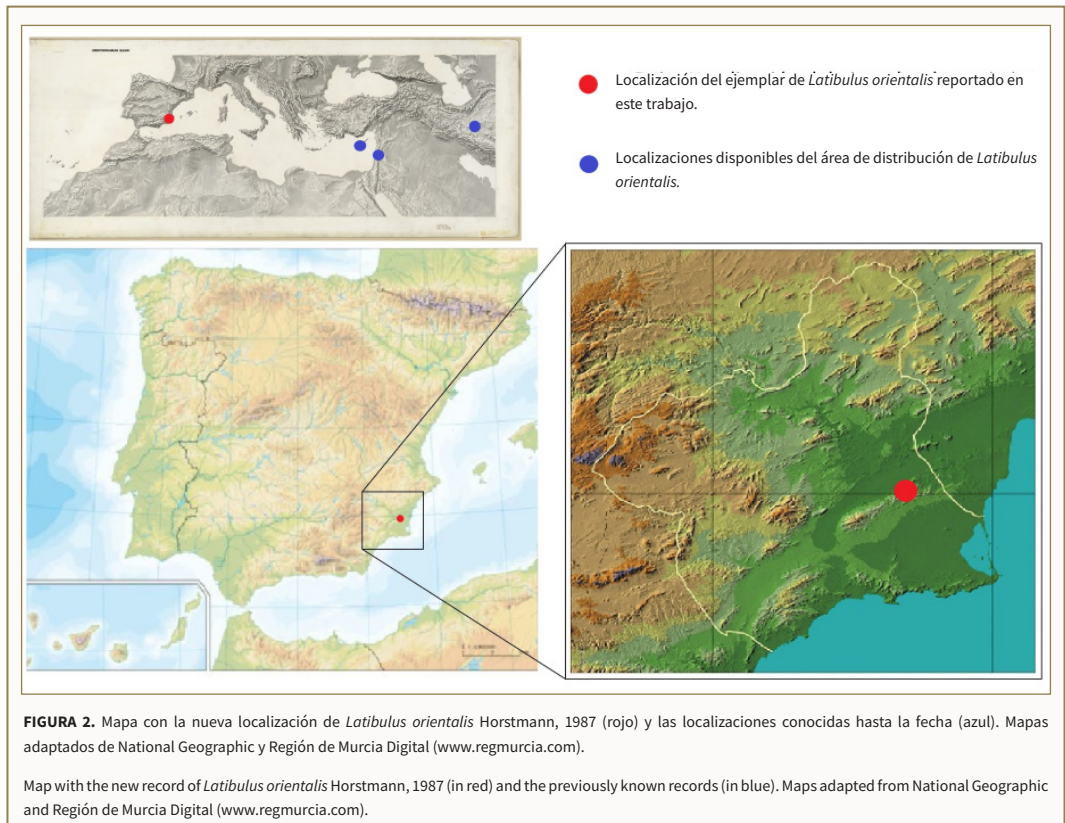 MEDITERRANEAN BASIN
Localización del ejemplar de Latibulus orientalis reportado en
este trabajo.
Localizaciones disponibles del área de distribución de Latibulus
orientalis.
FIGURA 2. Mapa con la nueva localización de Latibulus orientalis Horstmann, 1987 (rojo) y las localizaciones conocidas hasta la fecha (azul). Mapas
adaptados de National Geographic y Región de Murcia Digital (www.regmurcia.com).
Map with the new record of Latibulus orientalis Horstmann, 1987 (in red) and the previously known records (in blue). Maps adapted from National Geographic
and Región de Murcia Digital (www.regmurcia.com).